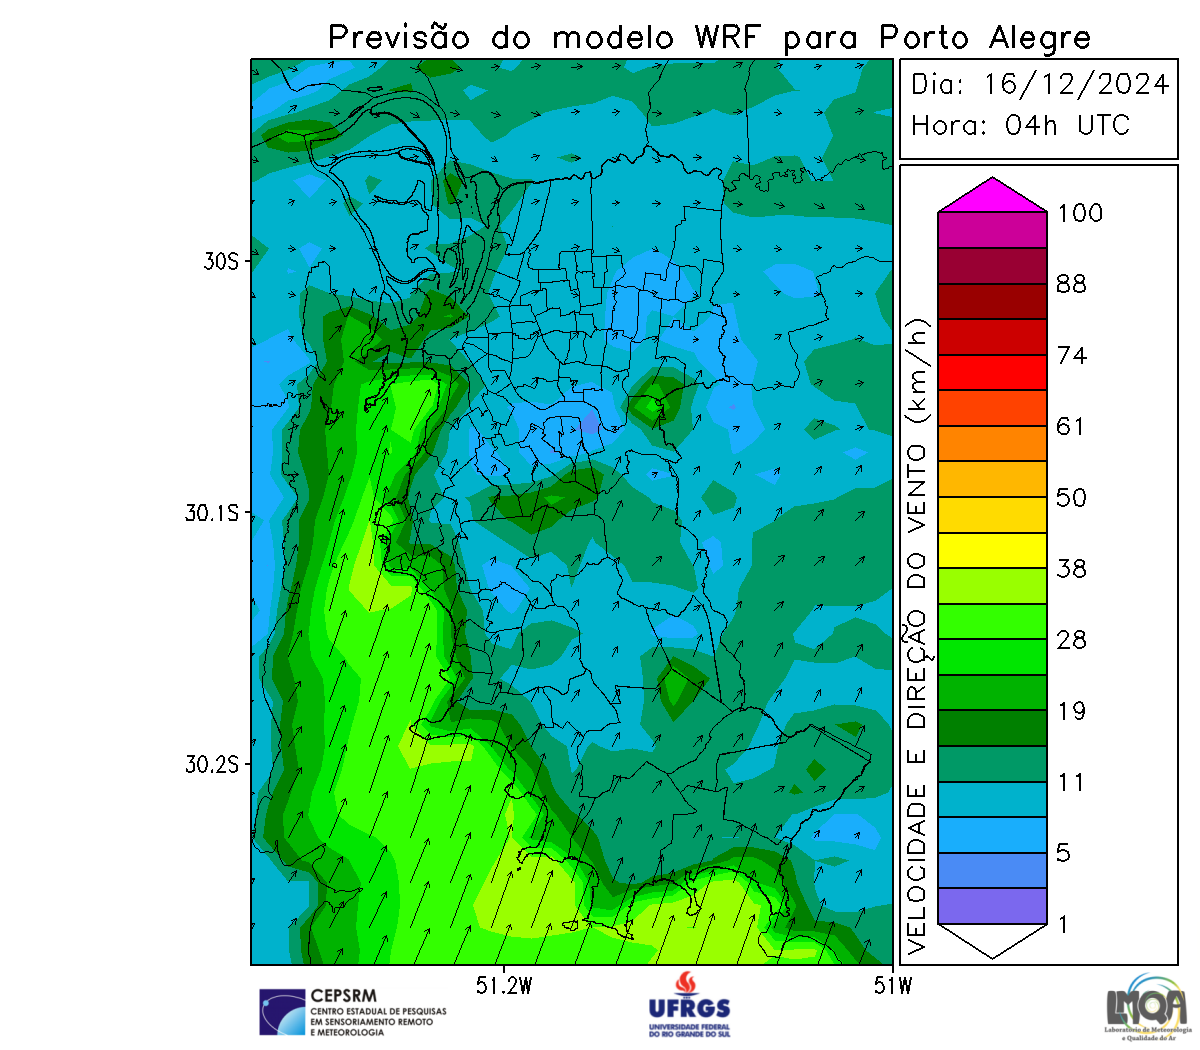 Previsão do modelo WRF para Porto Alegre
Dia: 16/12/2024
Hora: 04h UTC
100
88
74
61
50
38
28
19
11
5
1
VELOCIDADE E DIREÇÃO DO VENTO (km/h)
30S
30.1S
30.2S
51.2W
51W
CEPSRM
CENTRO ESTADUAL DE PESQUISAS
EM SENSORIAMENTO REMOTO
E METEOROLOGIA
UFRGS
UNIVERSIDADE FEDERAL
DO RIO GRANDE DO SUL
LMQA
Laboratório de Meteorologia
e Qualidade do Ar